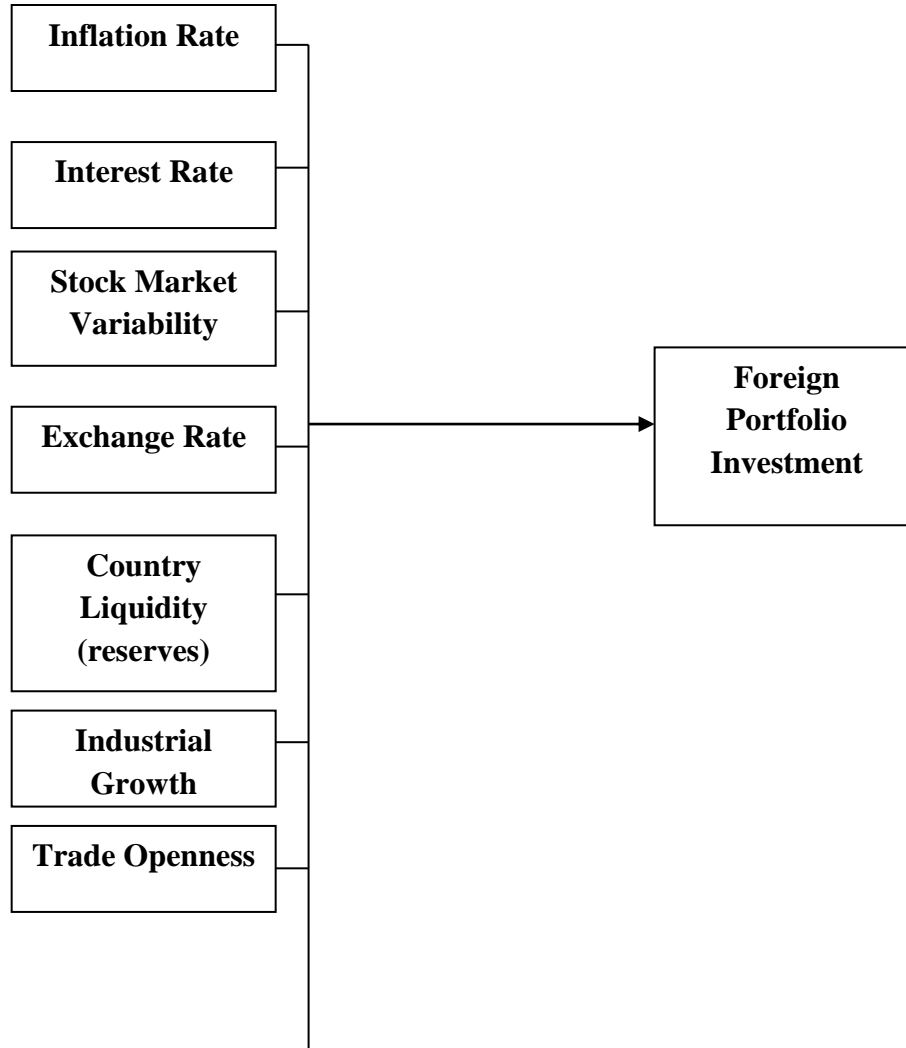 Inflation Rate
Interest Rate
Stock Market
Variability
Exchange Rate
Country
Liquidity
(reserves)
Industrial
Growth
Trade Openness
Foreign
Portfolio
Investment